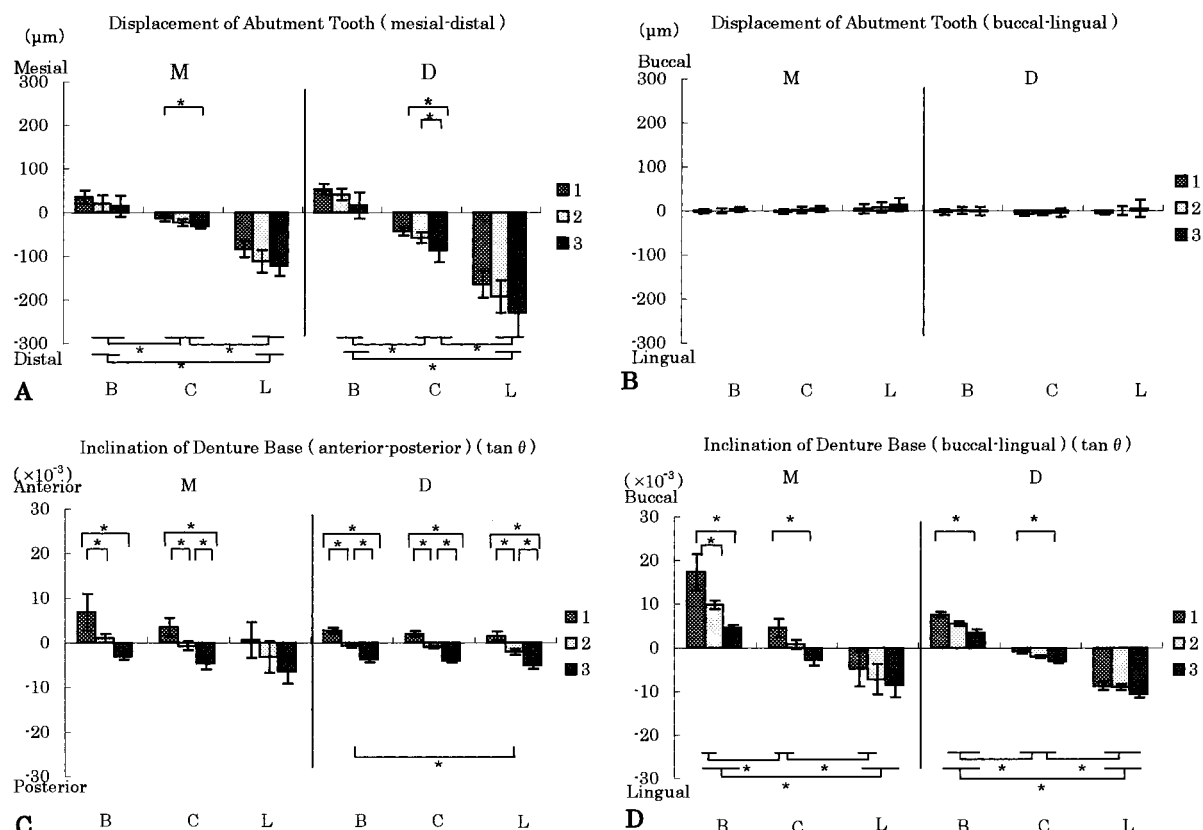 Displacement of Abutment Tooth ( mesial-distal)
(μm)
Mesial
M
D
300
200
100
0
-100
-200
-300
Distal
* * *
* * *
* * *
1
2
3
B C L B C L
A
Displacement of Abutment Tooth ( buccal-lingual)
(μm)
Buccal
M
D
300
200
100
0
-100
-200
-300
Lingual
1
2
3
B C L B C L
B
Inclination of Denture Base ( anterior-posterior ) ( tan θ )
(×10⁻³)
Anterior
M
D
30
20
10
0
-10
-20
-30
Posterior
* * * * *
* * * * * * * * *
*
1
2
3
B C L B C L
C
Inclination of Denture Base ( buccal-lingual ) ( tan θ )
(×10⁻³)
Buccal
M
D
30
20
10
0
-10
-20
-30
Lingual
* * * *
*
* * * *
* *
1
2
3
B C L B C L
D